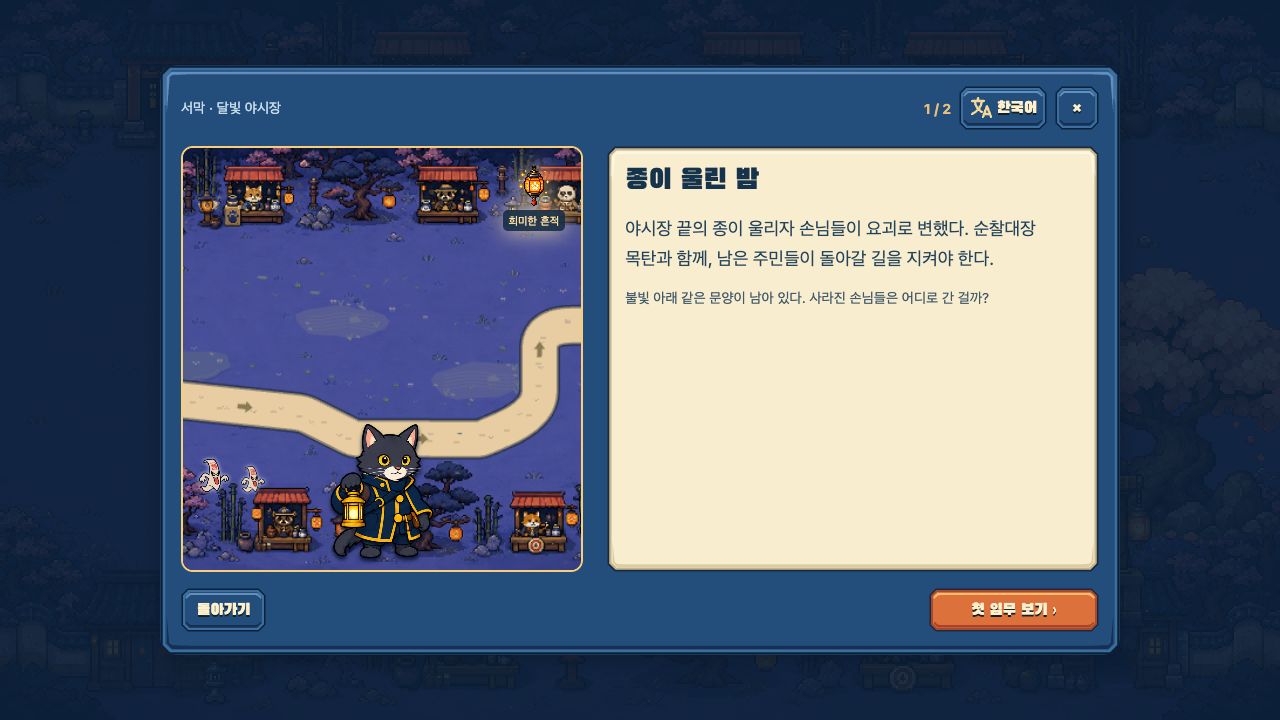 서막 · 달빛 야시장
1 / 2
한국어
×
희미한 흔적
종이 울린 밤
야시장 끝의 종이 울리자 손님들이 요괴로 변했다. 순찰대장
목탄과 함께, 남은 주민들이 돌아갈 길을 지켜야 한다.
불빛 아래 같은 문양이 남아 있다. 사라진 손님들은 어디로 간 걸까?
돌아가기
첫 임무 보기 ›